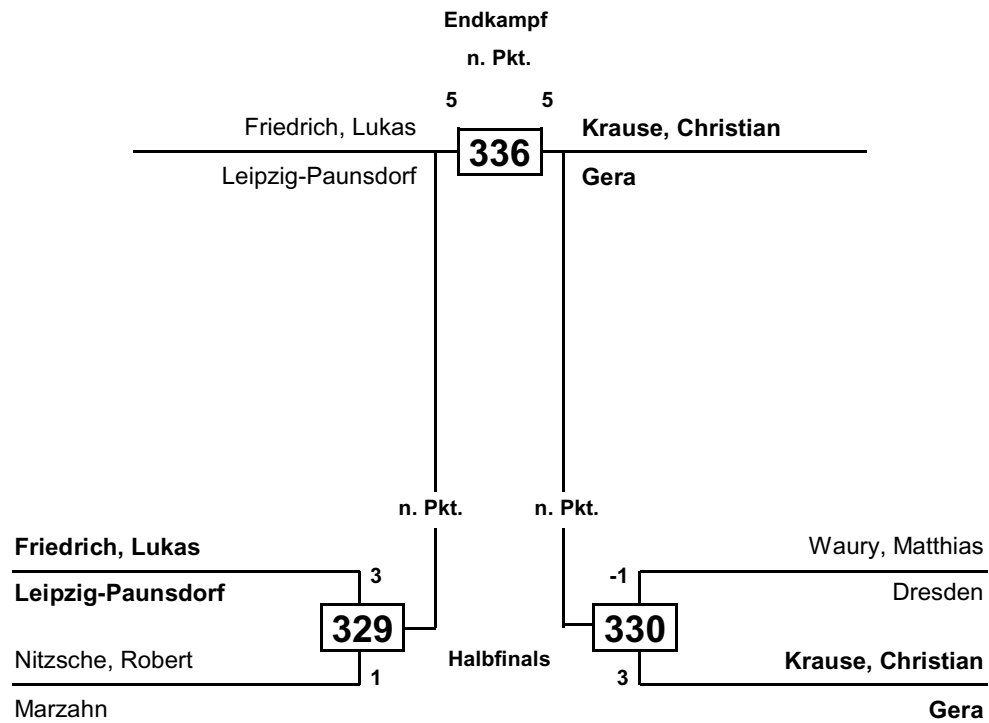 Endkampf
n. Pkt.
5 5
Friedrich, Lukas 336 Krause, Christian
Leipzig-Paunsdorf Gera
n. Pkt. n. Pkt.
Friedrich, Lukas Waury, Matthias
3 -1
Leipzig-Paunsdorf Dresden
329 330
Nitzsche, Robert Halbfinals Krause, Christian
1 3
Marzahn Gera